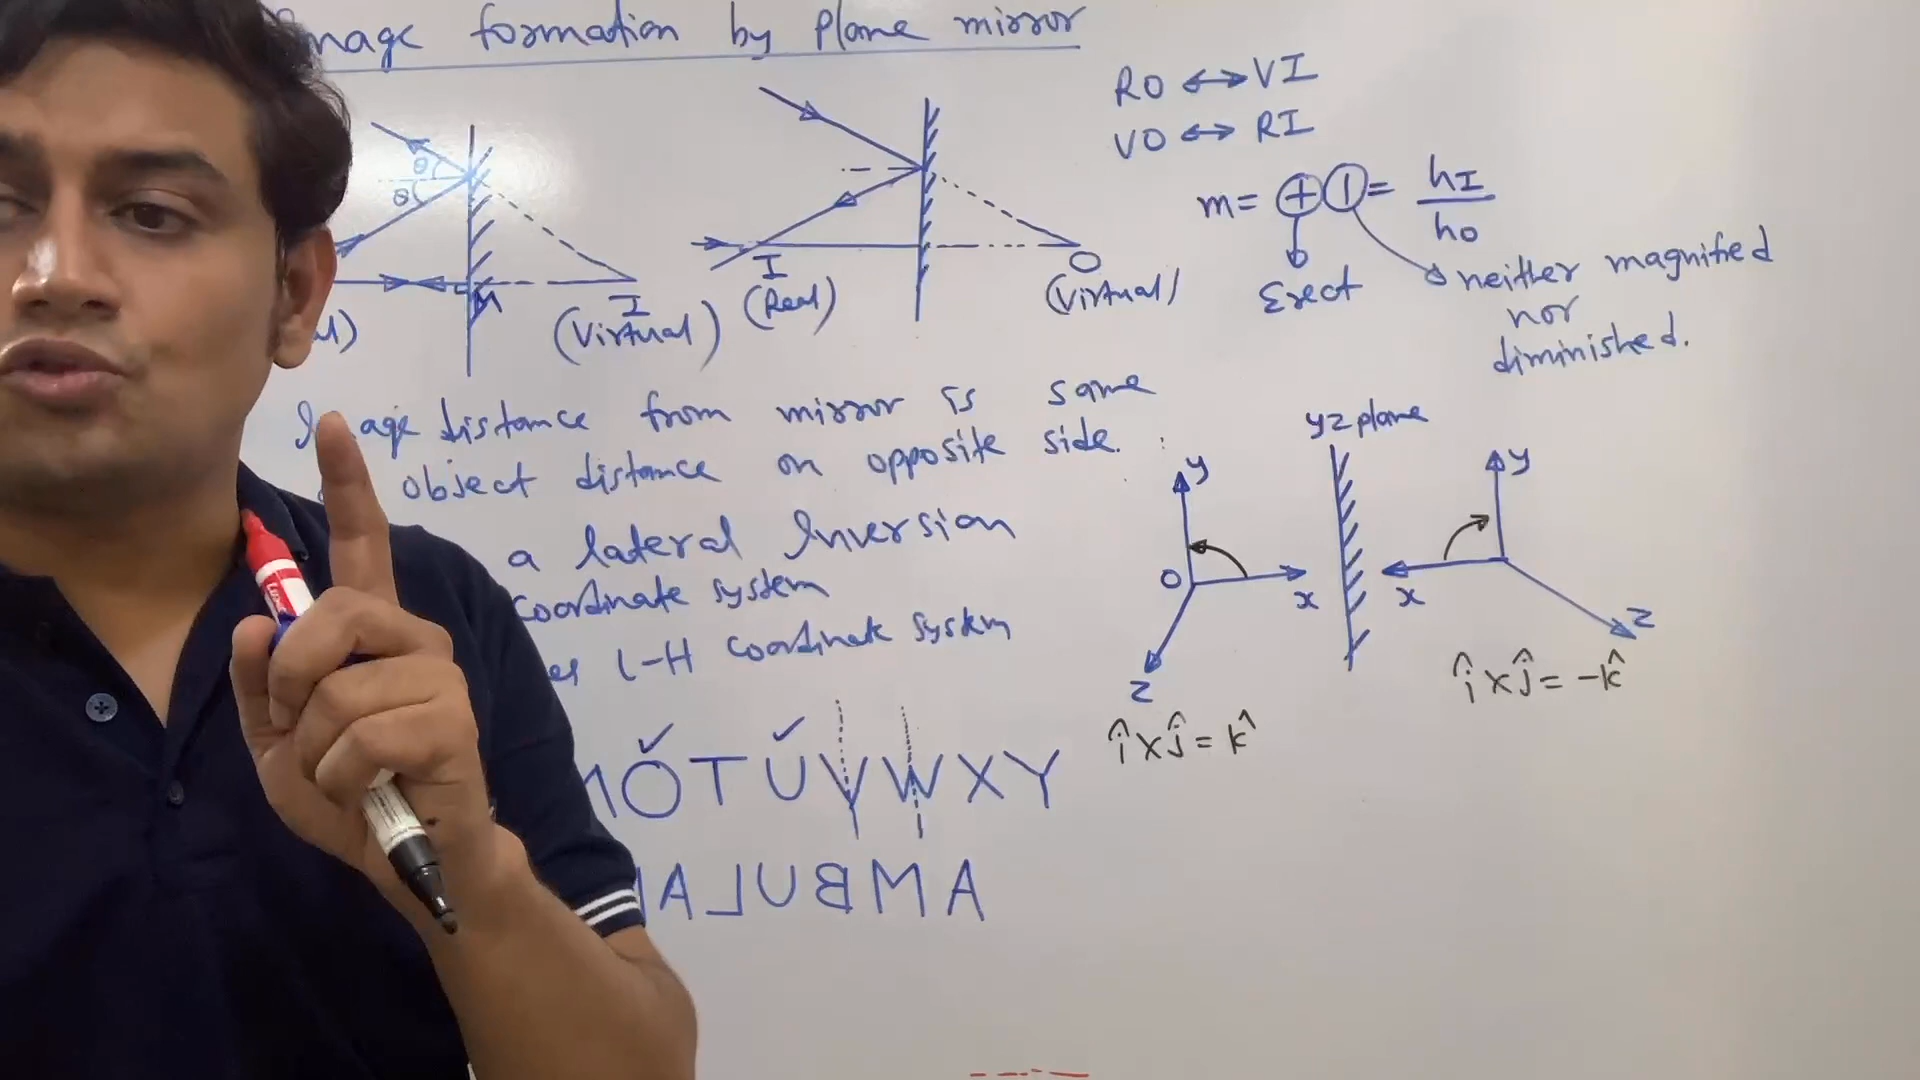 mage formation by plane mirror
RO ↔ VI
VO ↔ RI
θ
θ
M
I
(Virtual)
I
(Real)
O
(Virtual)
m= + 1 = hI/hO
Erect
neither magnified
nor
diminished.
Image distance from mirror is same
object distance on opposite side.
a lateral Inversion
coordinate system
L-H coordinate system
O T U V W X Y
AMBULA
yz plane
y
O
x
z
î × ĵ = k̂
y
x
z
î × ĵ = -k̂